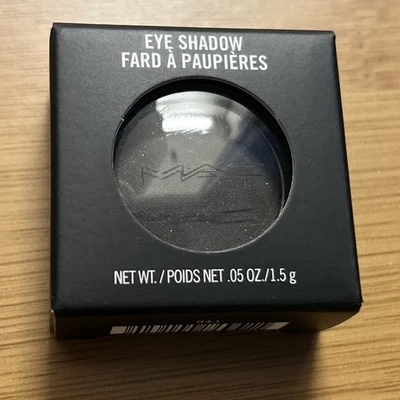 EYE SHADOW
FARD À PAUPIÈRES
MAC
NET WT. / POIDS NET .05 OZ./1.5 g